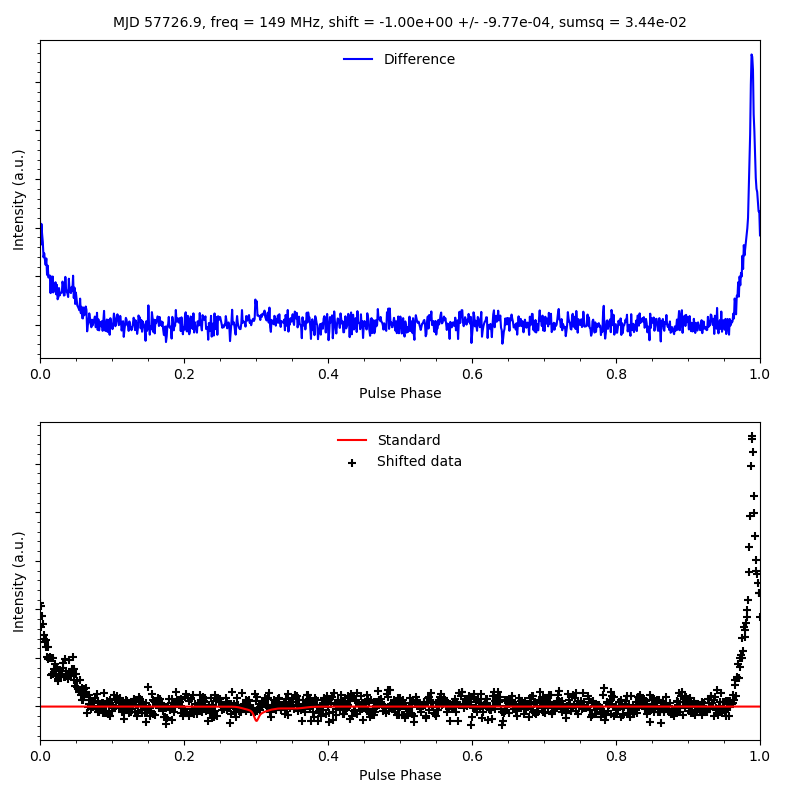 MJD 57726.9, freq = 149 MHz, shift = -1.00e+00 +/- -9.77e-04, sumsq = 3.44e-02
Difference
Intensity (a.u.)
0.0 0.2 0.4 0.6 0.8 1.0
Pulse Phase
Standard
Shifted data
Intensity (a.u.)
0.0 0.2 0.4 0.6 0.8 1.0
Pulse Phase